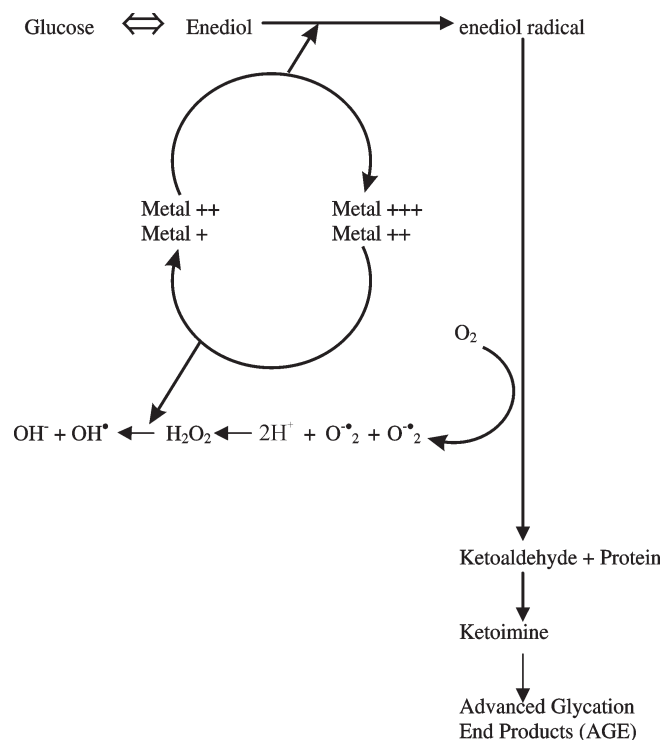 Glucose ⇔ Enediol → enediol radical
Metal ++
Metal +
Metal +++
Metal ++
O₂
OH⁻ + OH• ← H₂O₂ ← 2H⁺ + O⁻•₂ + O⁻•₂
Ketoaldehyde + Protein
Ketoimine
Advanced Glycation
End Products (AGE)